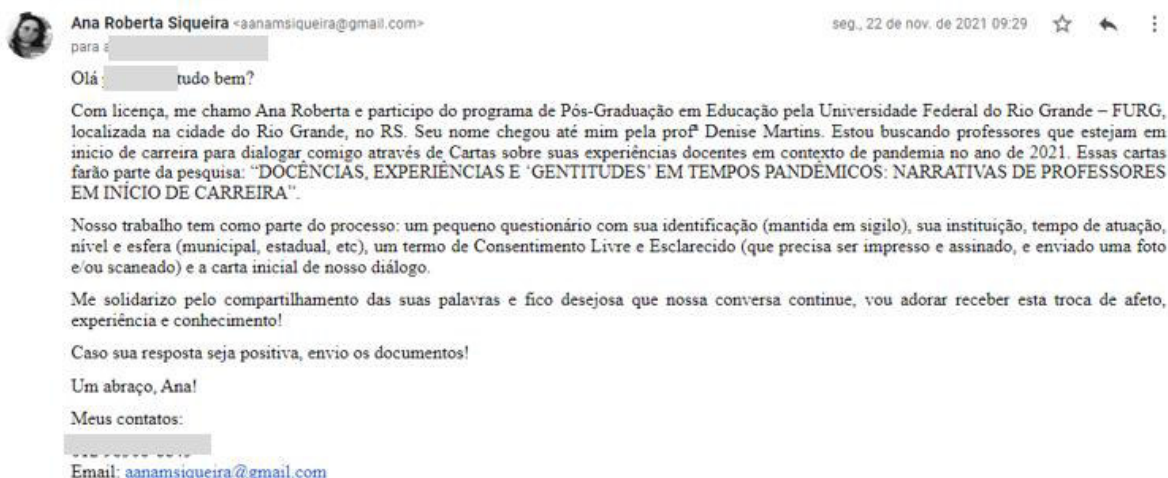 Ana Roberta Siqueira <aanamsiqueira@gmail.com>
seg., 22 de nov. de 2021 09:29
para a
Olá tudo bem?
Com licença, me chamo Ana Roberta e participo do programa de Pós-Graduação em Educação pela Universidade Federal do Rio Grande – FURG,
localizada na cidade do Rio Grande, no RS. Seu nome chegou até mim pela profª Denise Martins. Estou buscando professores que estejam em
inicio de carreira para dialogar comigo através de Cartas sobre suas experiências docentes em contexto de pandemia no ano de 2021. Essas cartas
farão parte da pesquisa: “DOCÊNCIAS, EXPERIÊNCIAS E ‘GENTITUDES’ EM TEMPOS PANDÊMICOS: NARRATIVAS DE PROFESSORES
EM INÍCIO DE CARREIRA”.
Nosso trabalho tem como parte do processo: um pequeno questionário com sua identificação (mantida em sigilo), sua instituição, tempo de atuação,
nível e esfera (municipal, estadual, etc), um termo de Consentimento Livre e Esclarecido (que precisa ser impresso e assinado, e enviado uma foto
e/ou scaneado) e a carta inicial de nosso diálogo.
Me solidarizo pelo compartilhamento das suas palavras e fico desejosa que nossa conversa continue, vou adorar receber esta troca de afeto,
experiência e conhecimento!
Caso sua resposta seja positiva, envio os documentos!
Um abraço, Ana!
Meus contatos:
Email: aanamsiqueira@gmail.com